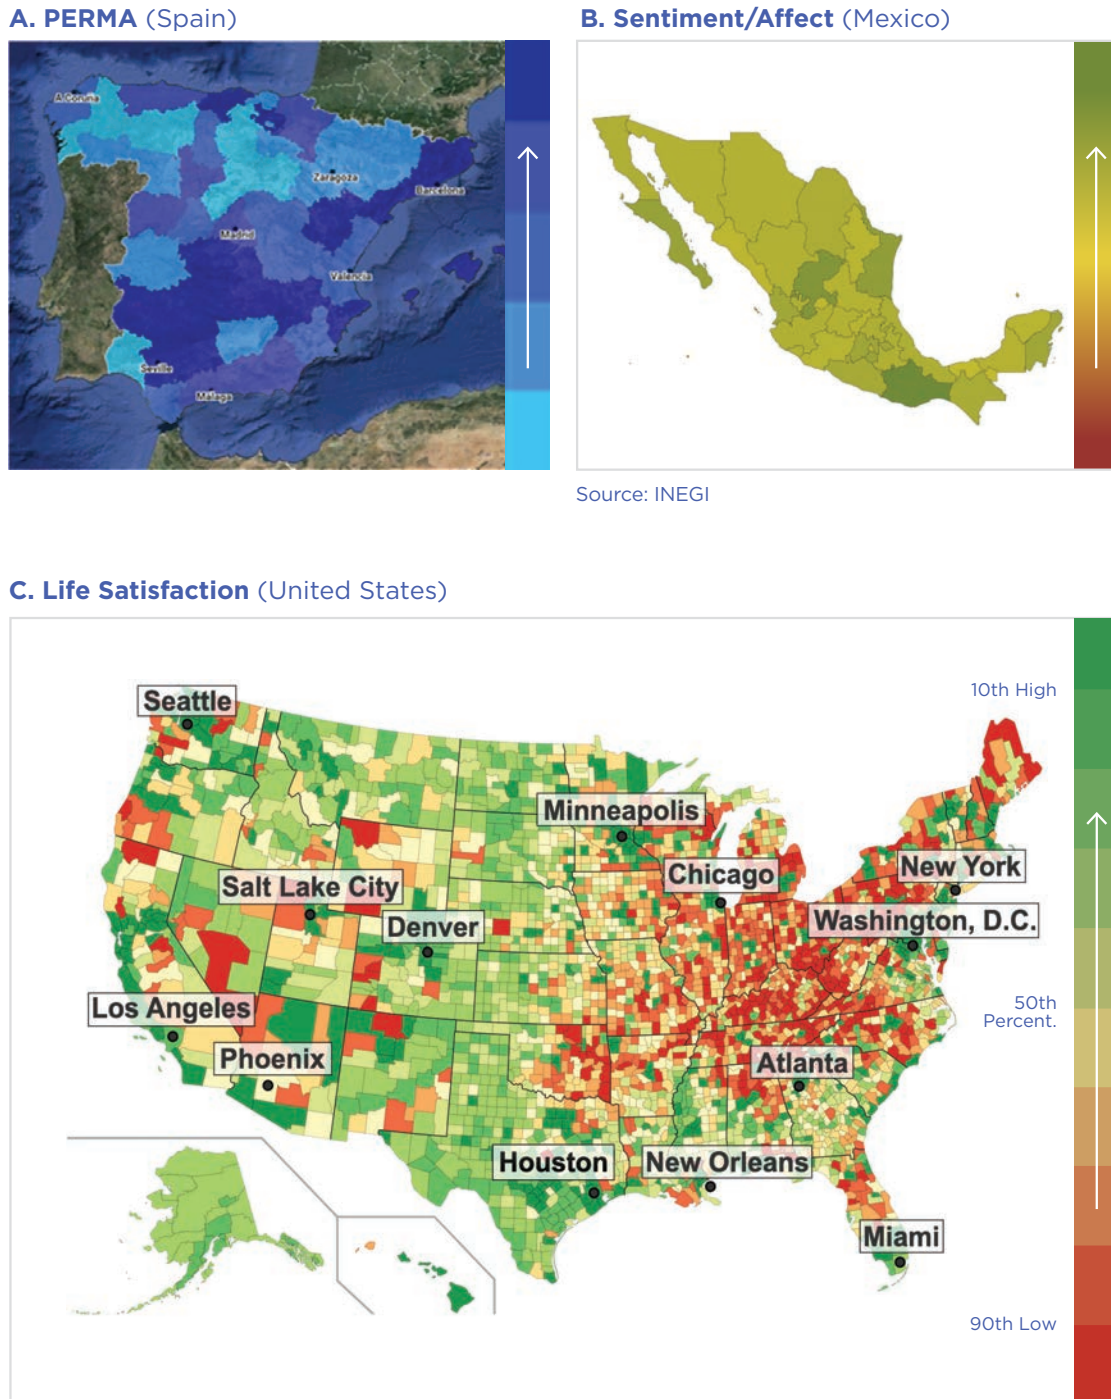 A. PERMA (Spain)
A Coruña
Zaragoza
Barcelona
Madrid
Valencia
Seville
Málaga
B. Sentiment/Affect (Mexico)
Source: INEGI
C. Life Satisfaction (United States)
10th High
Seattle
Minneapolis
Chicago
New York
Salt Lake City
Denver
Washington, D.C.
Los Angeles
50th
Percent.
Phoenix
Atlanta
Houston
New Orleans
Miami
90th Low